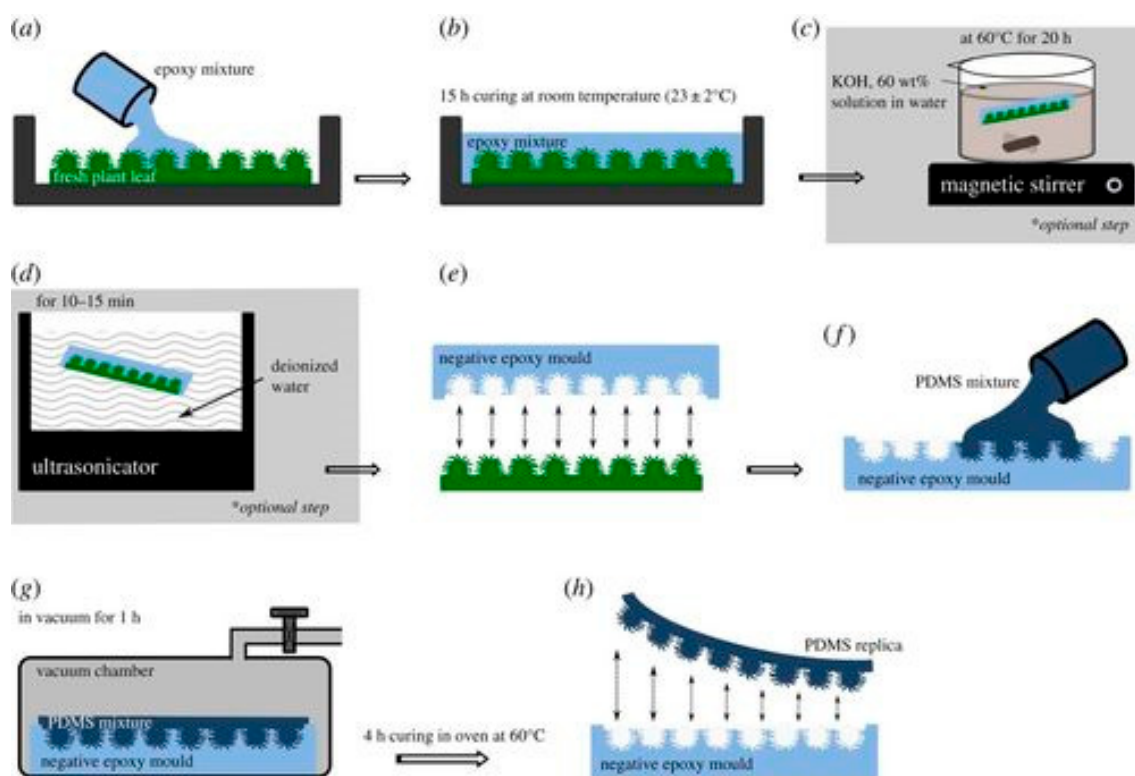 (a)
epoxy mixture
fresh plant leaf
(b)
15 h curing at room temperature (23 ± 2°C)
epoxy mixture
(c)
at 60°C for 20 h
KOH, 60 wt%
solution in water
magnetic stirrer
*optional step
(d)
for 10–15 min
deionized
water
ultrasonicator
*optional step
(e)
negative epoxy mould
(f)
PDMS mixture
negative epoxy mould
(g)
in vacuum for 1 h
vacuum chamber
PDMS mixture
negative epoxy mould
4 h curing in oven at 60°C
(h)
PDMS replica
negative epoxy mould